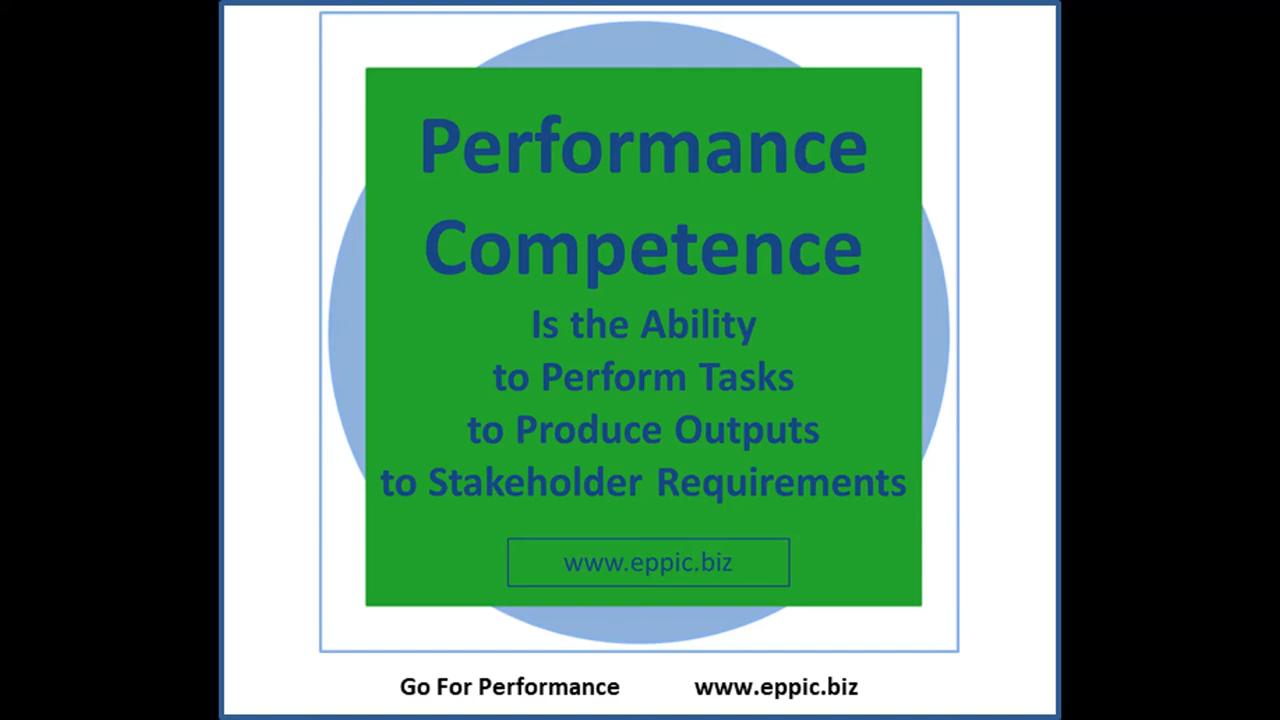 Performance
Competence
Is the Ability
to Perform Tasks
to Produce Outputs
to Stakeholder Requirements
www.eppic.biz
Go For Performance www.eppic.biz